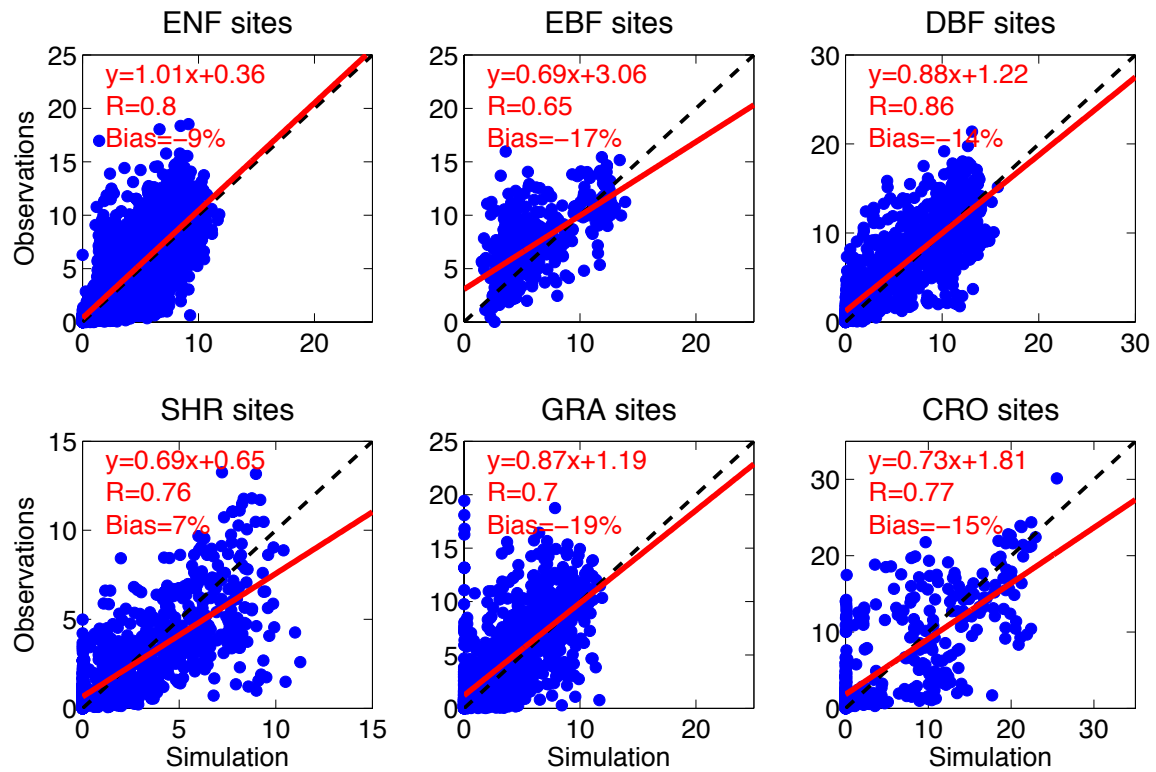 ENF sites
25
20
15
10
5
0
0
10
20
Observations
y=1.01x+0.36
R=0.8
Bias=−9%
EBF sites
25
20
15
10
5
0
0
10
20
y=0.69x+3.06
R=0.65
Bias=−17%
DBF sites
30
20
10
0
0
10
20
30
y=0.88x+1.22
R=0.86
Bias=−14%
SHR sites
15
10
5
0
0
5
10
15
Observations
Simulation
y=0.69x+0.65
R=0.76
Bias=7%
GRA sites
25
20
15
10
5
0
0
10
20
Simulation
y=0.87x+1.19
R=0.7
Bias=−19%
CRO sites
30
20
10
0
0
10
20
30
Simulation
y=0.73x+1.81
R=0.77
Bias=−15%